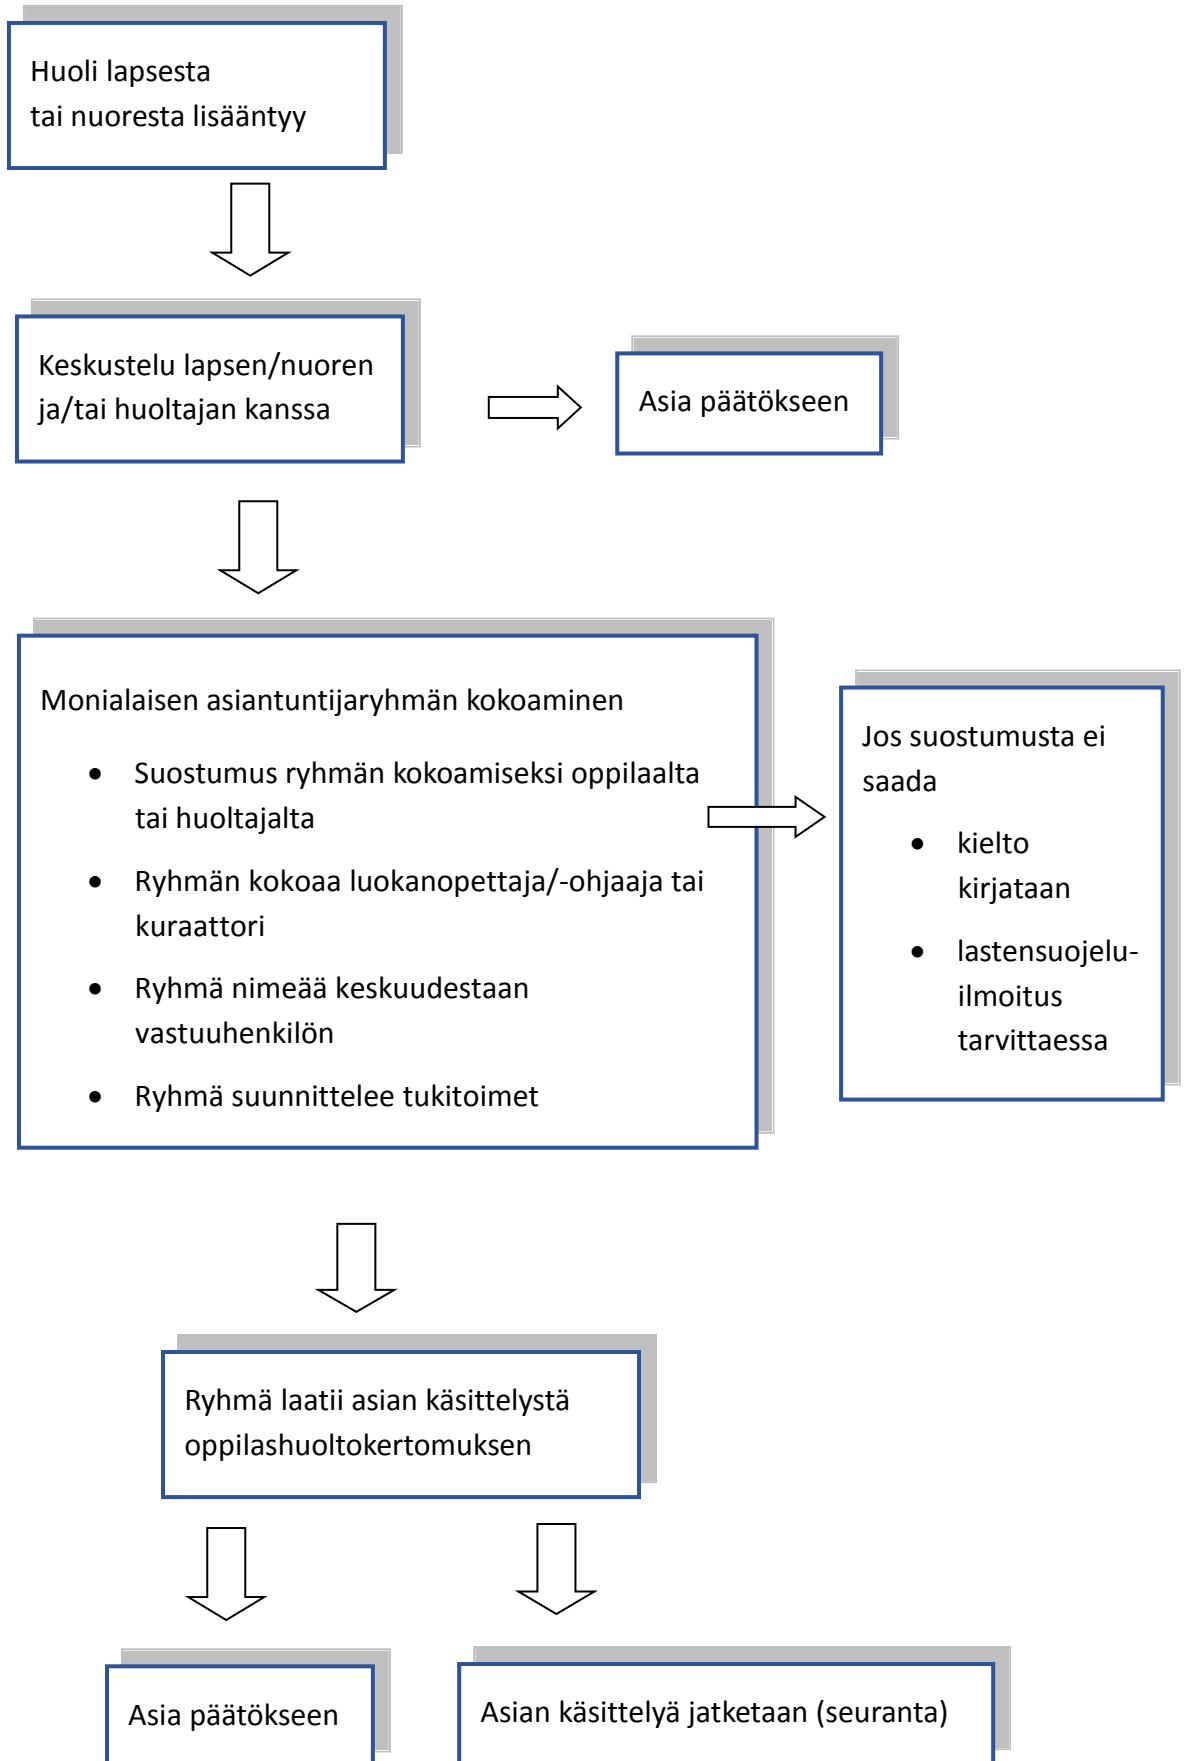 Huoli lapsesta
tai nuoresta lisääntyy
Keskustelu lapsen/nuoren
ja/tai huoltajan kanssa
Asia päätökseen
Monialaisen asiantuntijaryhmän kokoaminen
• Suostumus ryhmän kokoamiseksi oppilaalta
tai huoltajalta
• Ryhmän kokoaa luokanopettaja/-ohjaaja tai
kuraattori
• Ryhmä nimeää keskuudestaan
vastuuhenkilön
• Ryhmä suunnittelee tukitoimet
Jos suostumusta ei
saada
• kielto
kirjataan
• lastensuojelu-
ilmoitus
tarvittaessa
Ryhmä laatii asian käsittelystä
oppilashuoltokertomuksen
Asia päätökseen
Asian käsittelyä jatketaan (seuranta)